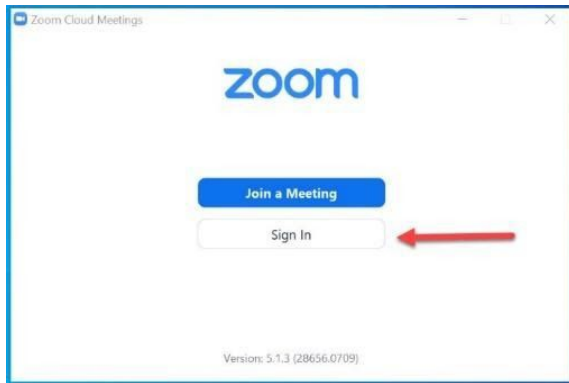 Zoom Cloud Meetings
zoom
Join a Meeting
Sign In
Version: 5.1.3 (28656.0709)